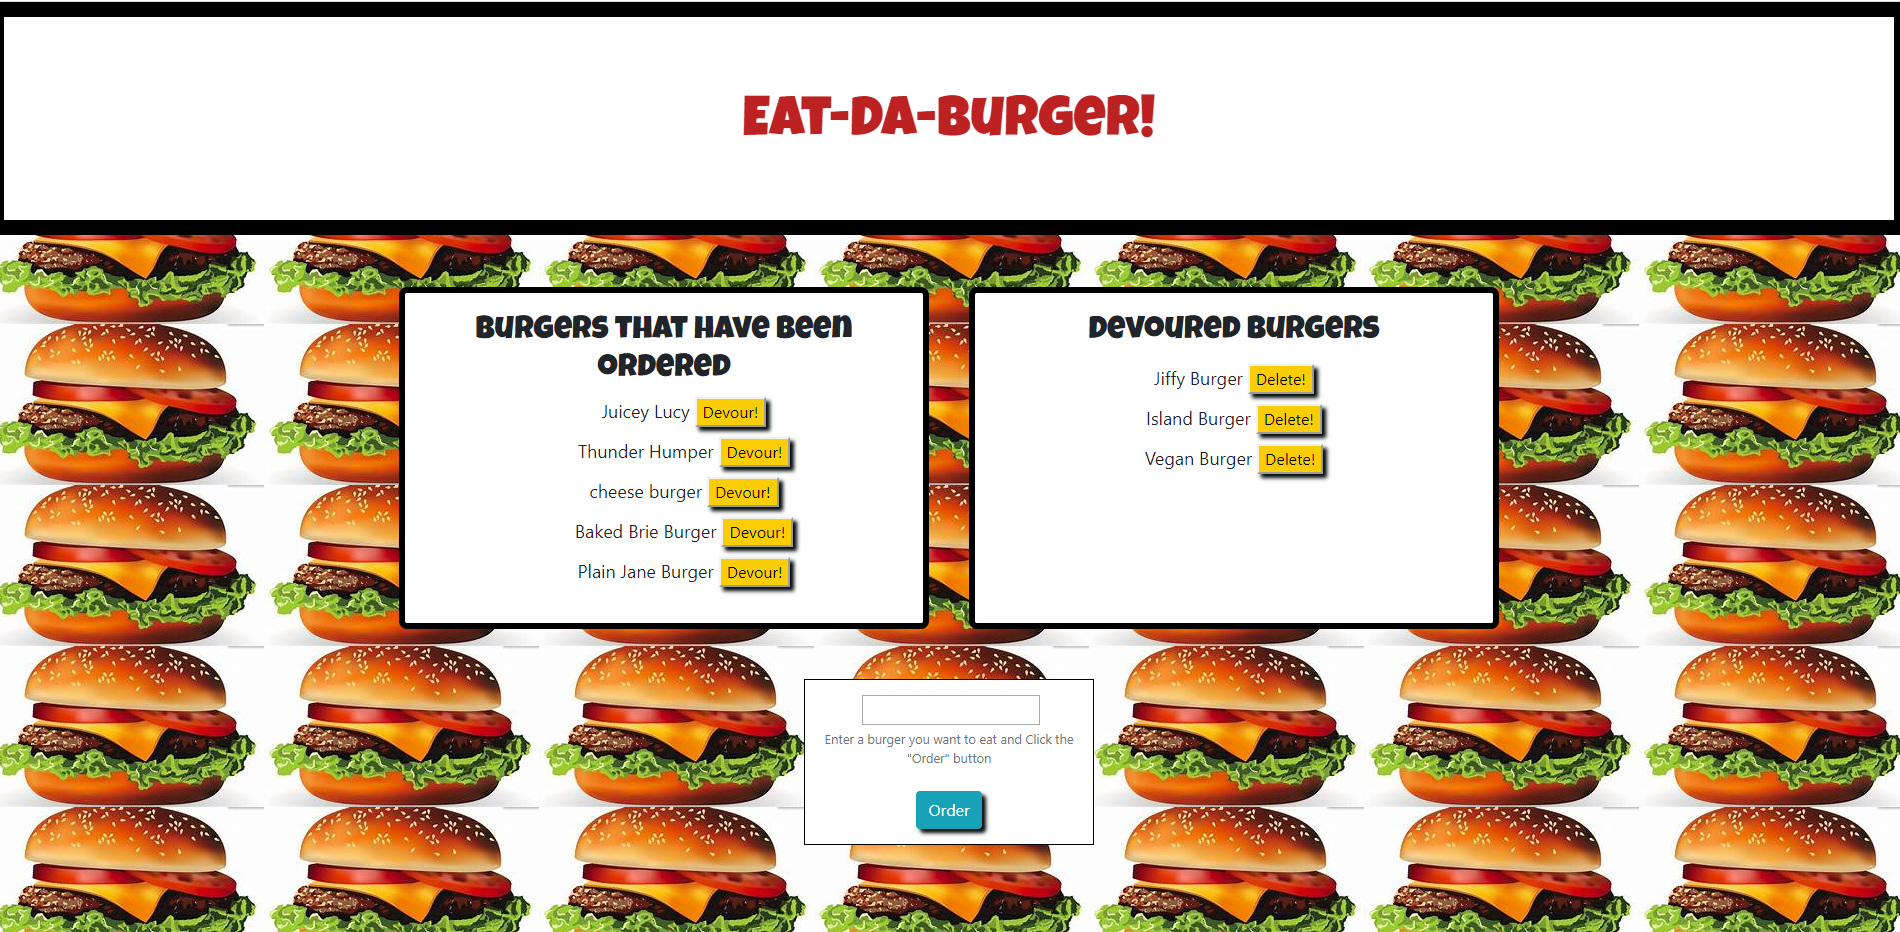 EAT-DA-BURGER!
BURGERS THAT HAVE BEEN
ORDERED
Juicey Lucy Devour!
Thunder Humper Devour!
cheese burger Devour!
Baked Brie Burger Devour!
Plain Jane Burger Devour!
DEVOURED BURGERS
Jiffy Burger Delete!
Island Burger Delete!
Vegan Burger Delete!
Enter a burger you want to eat and Click the
"Order" button
Order